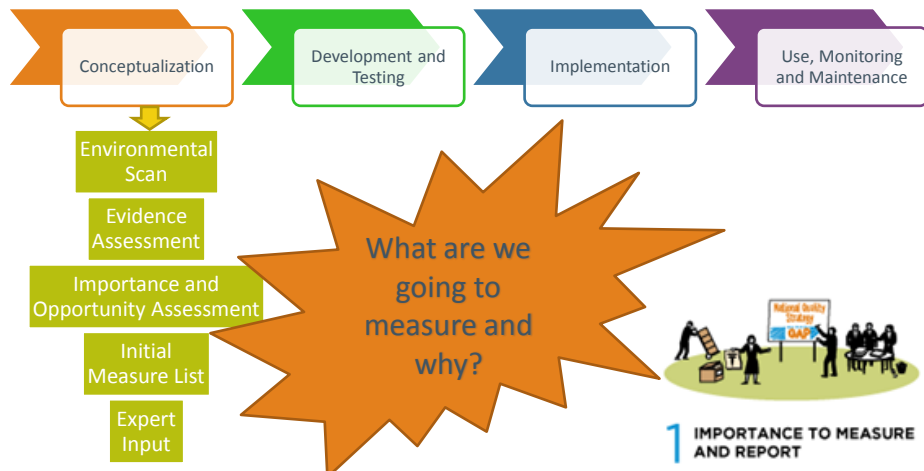 Conceptualization
Development and
Testing
Implementation
Use, Monitoring
and Maintenance
Environmental
Scan
Evidence
Assessment
Importance and
Opportunity Assessment
Initial
Measure List
Expert
Input
What are we
going to
measure and
why?
National Quality
Strategy
GAP
1 IMPORTANCE TO MEASURE
AND REPORT